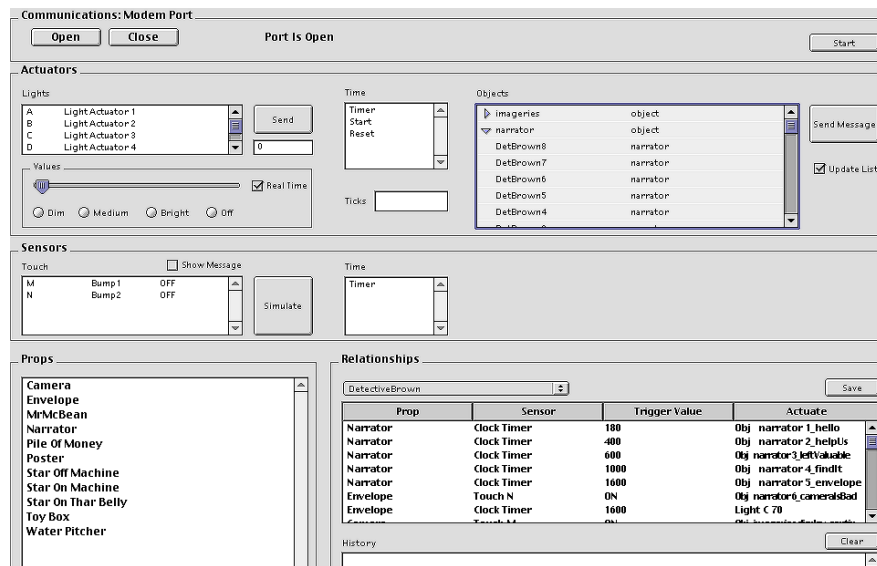 Communications: Modem Port
Open Close Port Is Open
Start
Actuators
Lights Time Objects
A Light Actuator 1
B Light Actuator 2
C Light Actuator 3
D Light Actuator 4
Send
0
Timer
Start
Reset
imageries object
narrator object
DetBrown8 narrator
DetBrown7 narrator
DetBrown6 narrator
DetBrown5 narrator
DetBrown4 narrator
Send Message
Update List
Values
Real Time
Dim Medium Bright Off
Ticks
Sensors
Touch Show Message Time
M Bump1 OFF
N Bump2 OFF
Simulate
Timer
Props
Camera
Envelope
MrMcBean
Narrator
Pile Of Money
Poster
Star Off Machine
Star On Machine
Star On Thar Belly
Toy Box
Water Pitcher
Relationships
DetectiveBrown Save
Prop Sensor Trigger Value Actuate
Narrator Clock Timer 180 Obj narrator 1_hello
Narrator Clock Timer 400 Obj narrator 2_helpUs
Narrator Clock Timer 600 Obj narrator 3_leftValuable
Narrator Clock Timer 1000 Obj narrator 4_findIt
Narrator Clock Timer 1600 Obj narrator 5_envelope
Envelope Touch N ON Obj narrator6_cameraIsBad
Envelope Clock Timer 1600 Light C 70
History Clear